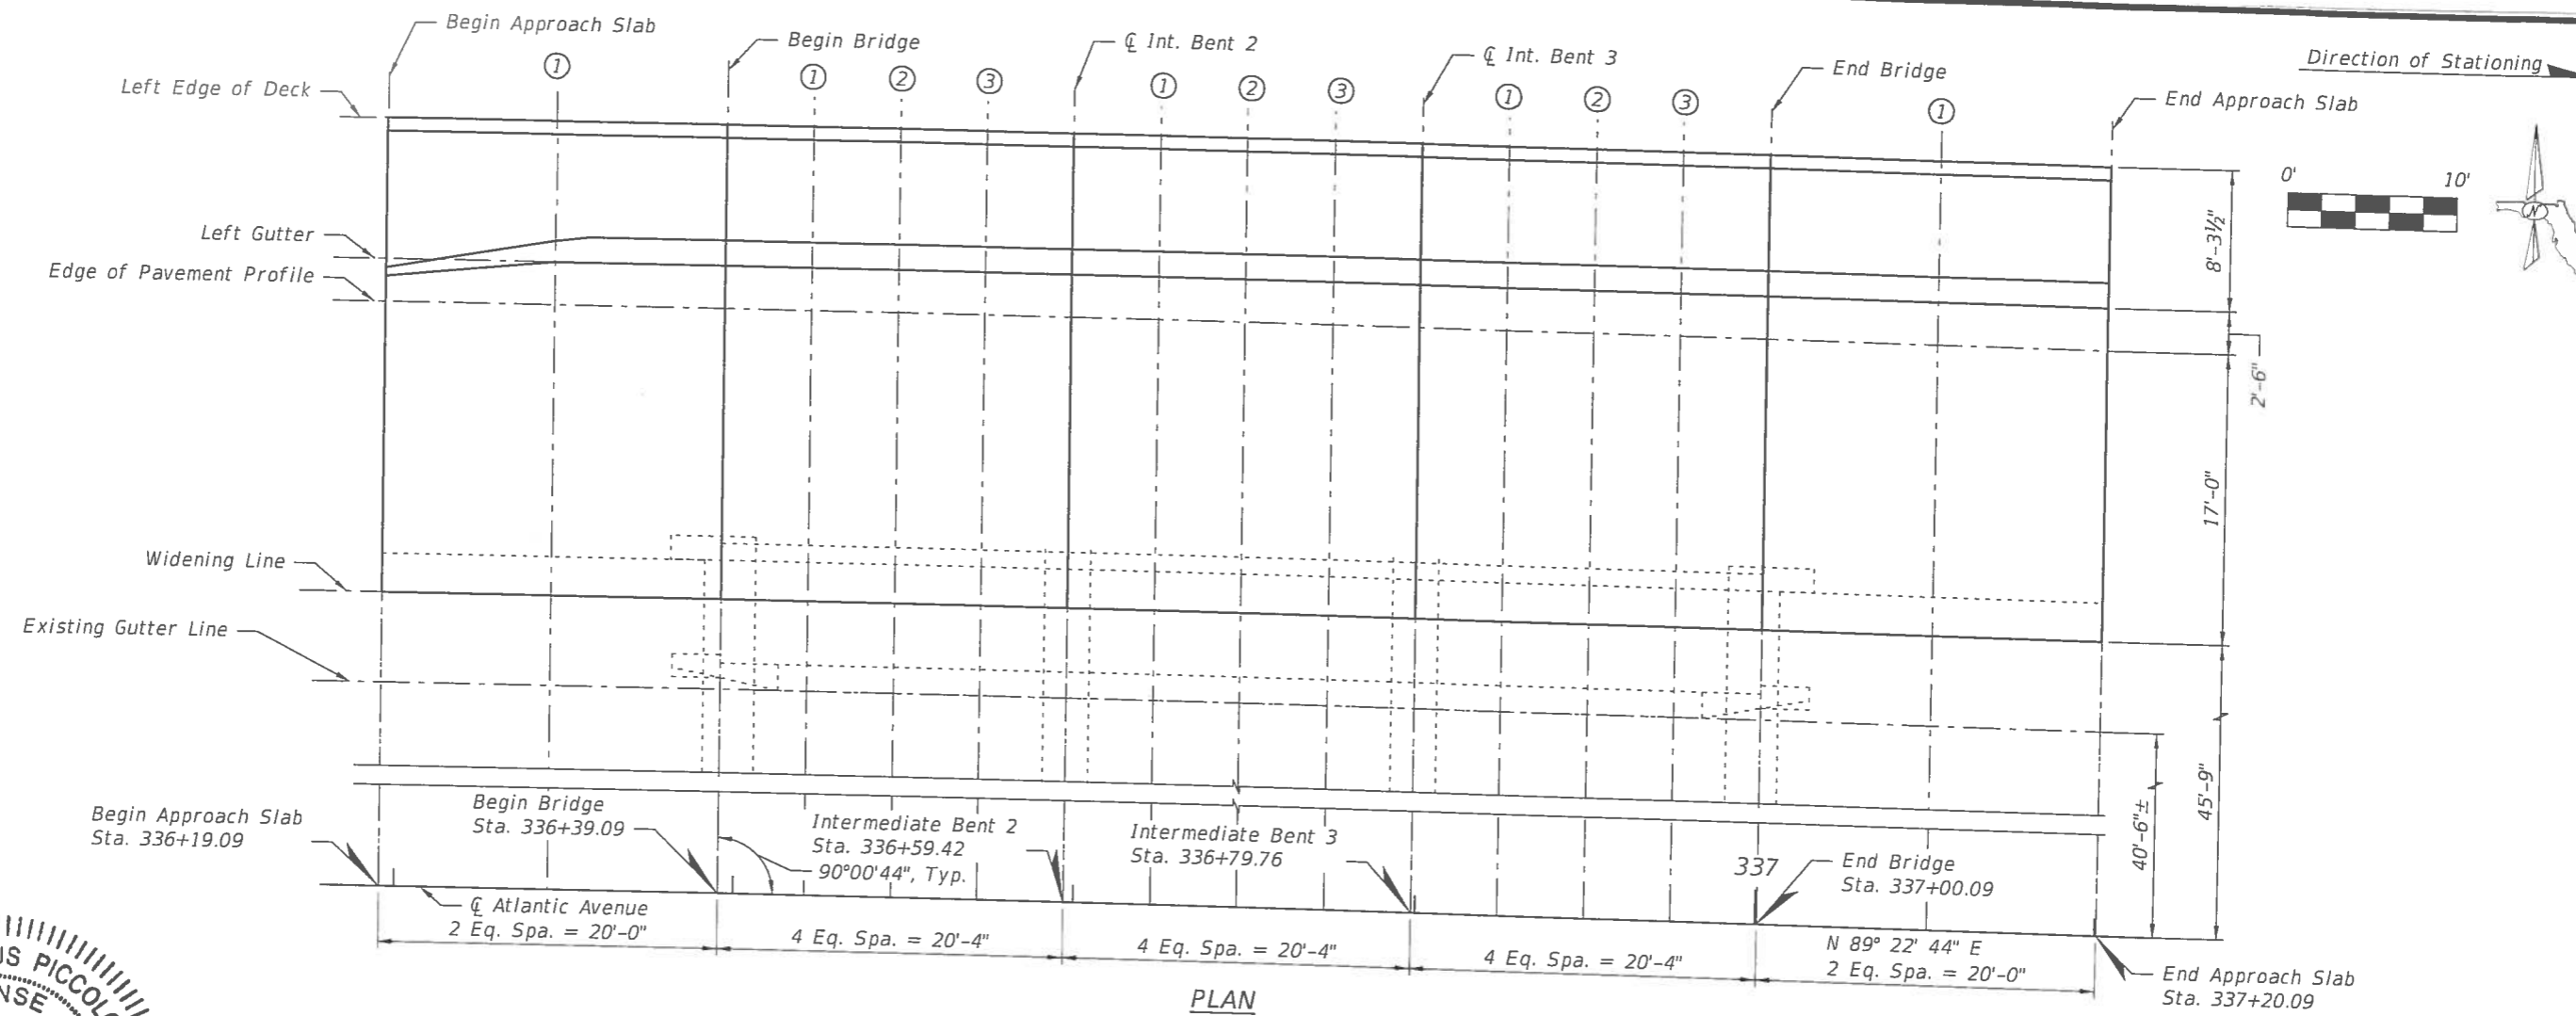 Begin Approach Slab
Begin Bridge
℄ Int. Bent 2
℄ Int. Bent 3
End Bridge
End Approach Slab
Direction of Stationing
① ① ② ③ ① ② ③ ① ② ③ ①
Left Edge of Deck
0' 10'
N
Left Gutter
Edge of Pavement Profile
8'-3½"
2'-6"
17'-0"
Widening Line
Existing Gutter Line
45'-9"
40'-6"±
Begin Approach Slab
Sta. 336+19.09
Begin Bridge
Sta. 336+39.09
Intermediate Bent 2
Sta. 336+59.42
90°00'44", Typ.
Intermediate Bent 3
Sta. 336+79.76
337
End Bridge
Sta. 337+00.09
℄ Atlantic Avenue
2 Eq. Spa. = 20'-0"
4 Eq. Spa. = 20'-4"
4 Eq. Spa. = 20'-4"
4 Eq. Spa. = 20'-4"
N 89° 22' 44" E
2 Eq. Spa. = 20'-0"
End Approach Slab
Sta. 337+20.09
PLAN
US PICCOL
NSE